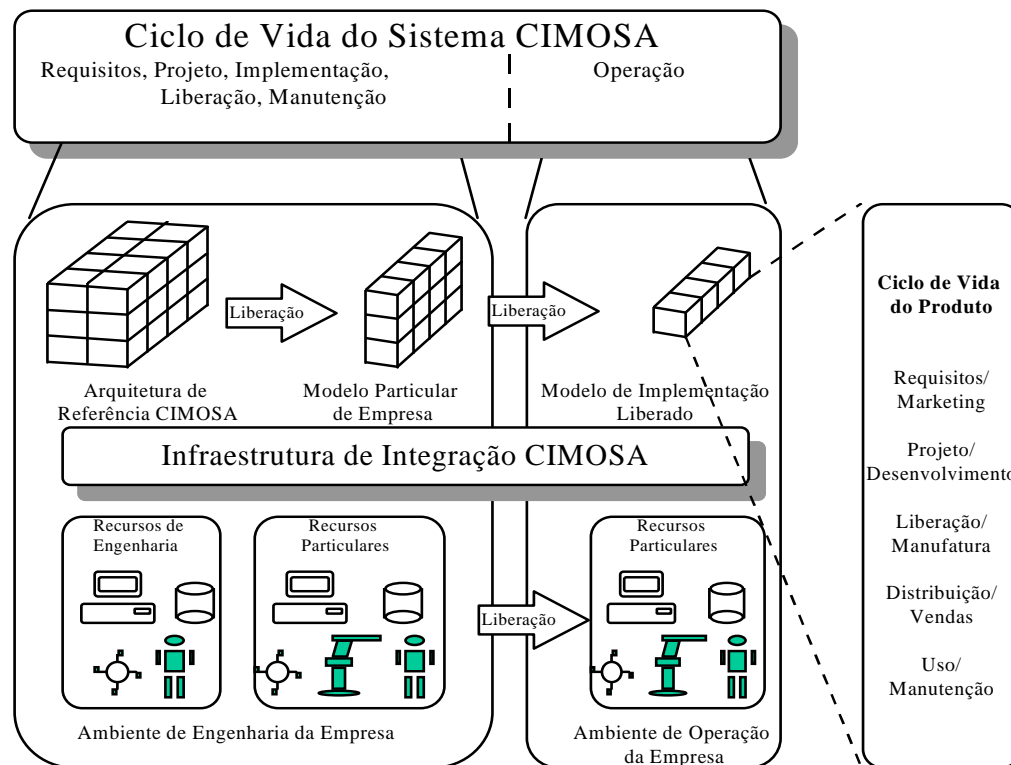 Ciclo de Vida do Sistema CIMOSA
Requisitos, Projeto, Implementação,
Liberação, Manutenção
Operação
Liberação
Liberação
Arquitetura de
Referência CIMOSA
Modelo Particular
de Empresa
Modelo de Implementação
Liberado
Infraestrutura de Integração CIMOSA
Recursos de
Engenharia
Recursos
Particulares
Recursos
Particulares
Liberação
Ambiente de Engenharia da Empresa
Ambiente de Operação
da Empresa
Ciclo de Vida
do Produto
Requisitos/
Marketing
Projeto/
Desenvolvimento
Liberação/
Manufatura
Distribuição/
Vendas
Uso/
Manutenção